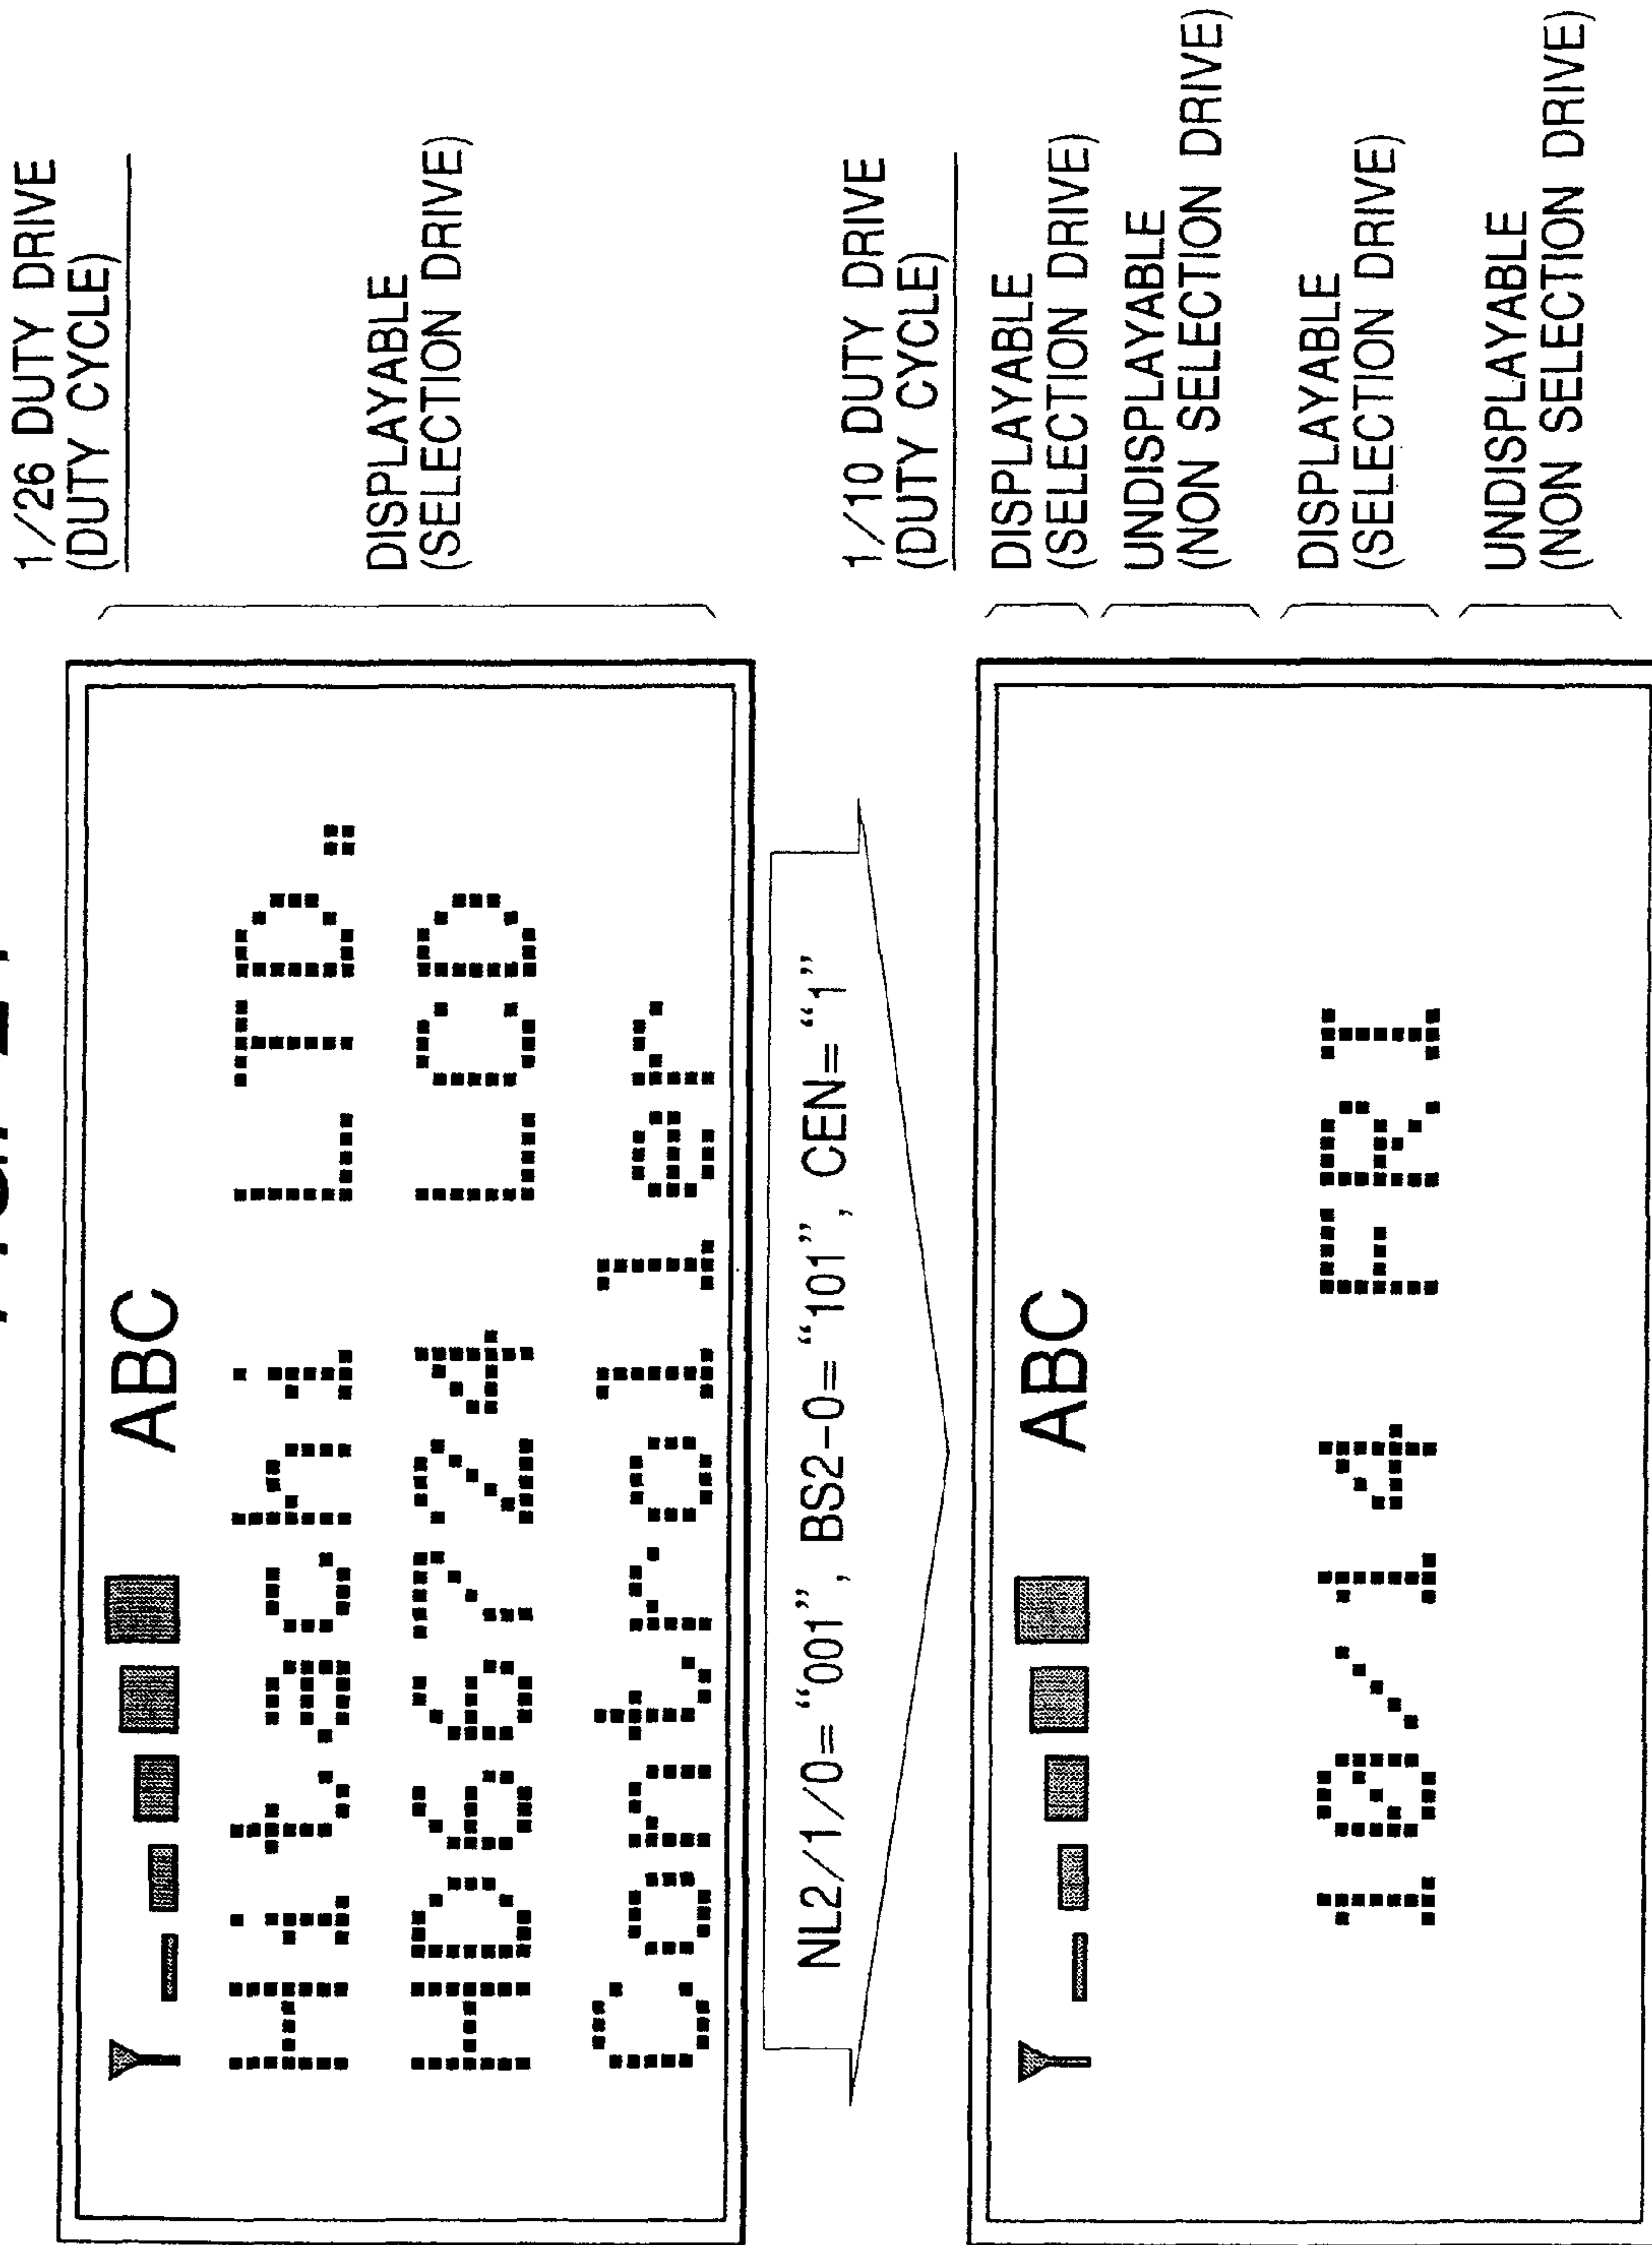 1/26 DUTY DRIVE
(DUTY CYCLE)
ABC
Hitachi LTD.
HD66724 LCD
Controller
DISPLAYABLE
(SELECTION DRIVE)
NL2/1/0= “001”, BS2-0= “101”, CEN= “1”
1/10 DUTY DRIVE
(DUTY CYCLE)
ABC
DISPLAYABLE
(SELECTION DRIVE)
UNDISPLAYABLE
(NON SELECTION DRIVE)
10/14 FRI
DISPLAYABLE
(SELECTION DRIVE)
UNDISPLAYABLE
(NON SELECTION DRIVE)